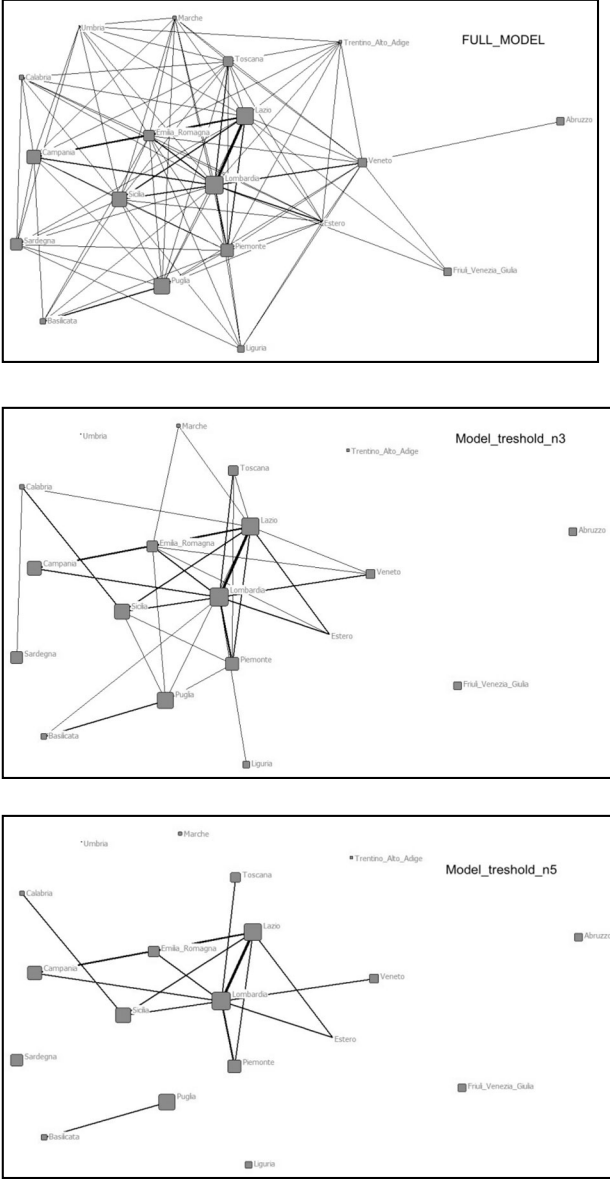 Marche
Umbria
Trentino_Alto_Adige
FULL_MODEL
Toscana
Calabria
Lazio
Abruzzo
Emilia_Romagna
Campania
Veneto
Lombardia
Sicilia
Estero
Sardegna
Piemonte
Friuli_Venezia_Giulia
Puglia
Basilicata
Liguria
Marche
Umbria
Model_treshold_n3
Trentino_Alto_Adige
Toscana
Calabria
Lazio
Abruzzo
Emilia_Romagna
Campania
Veneto
Lombardia
Sicilia
Estero
Sardegna
Piemonte
Friuli_Venezia_Giulia
Puglia
Basilicata
Liguria
Marche
Umbria
Trentino_Alto_Adige
Model_treshold_n5
Toscana
Calabria
Lazio
Abruzzo
Emilia_Romagna
Campania
Veneto
Lombardia
Sicilia
Estero
Sardegna
Piemonte
Friuli_Venezia_Giulia
Puglia
Basilicata
Liguria